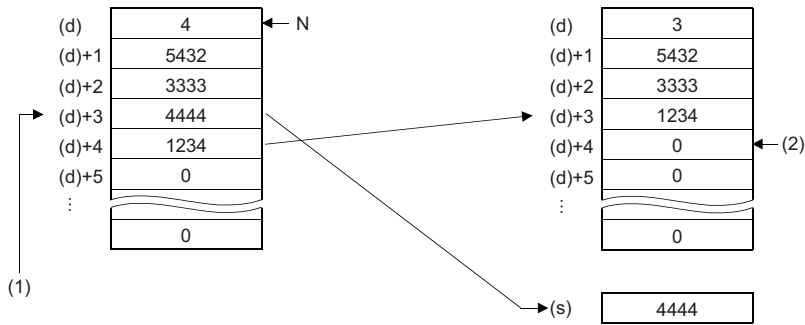 (d) 4 N
(d)+1 5432
(d)+2 3333
(d)+3 4444
(d)+4 1234
(d)+5 0
⋮
0
(1)
(d) 3
(d)+1 5432
(d)+2 3333
(d)+3 1234
(d)+4 0 (2)
(d)+5 0
⋮
0
(s) 4444